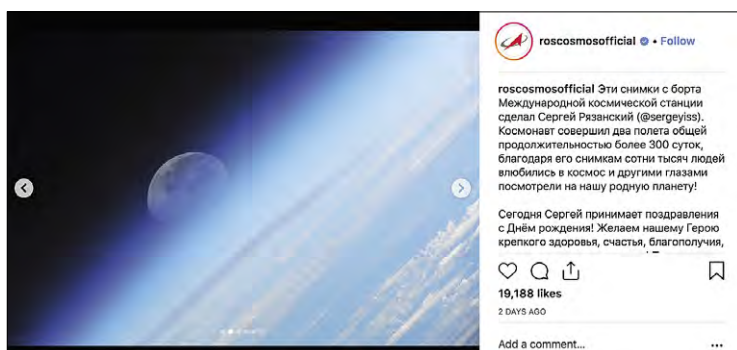 roscosmosofficial • Follow
roscosmosofficial Эти снимки с борта
Международной космической станции
сделал Сергей Рязанский (@sergeyiss).
Космонавт совершил два полета общей
продолжительностью более 300 суток,
благодаря его снимкам сотни тысяч людей
влюбились в космос и другими глазами
посмотрели на нашу родную планету!
Сегодня Сергей принимает поздравления
с Днём рождения! Желаем нашему Герою
крепкого здоровья, счастья, благополучия,
19,188 likes
2 DAYS AGO
Add a comment...